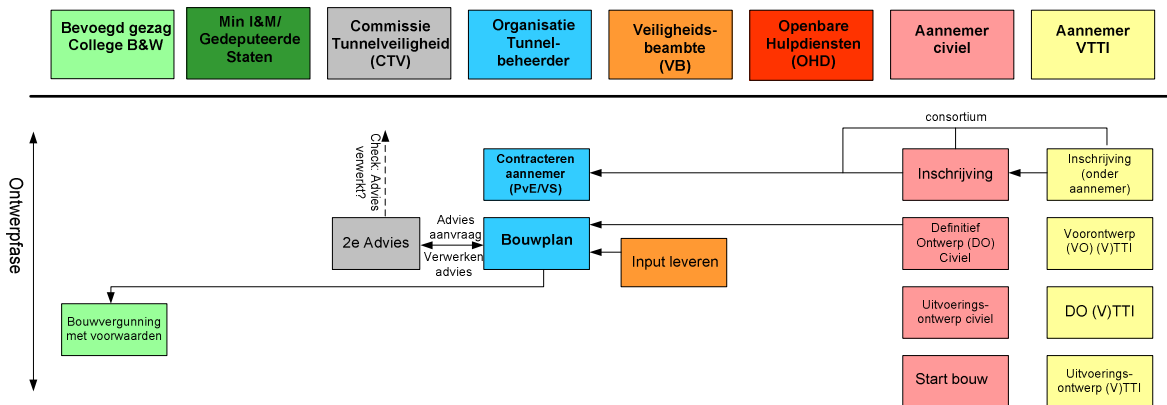 Bevoegd gezag
College B&W
Min I&M/
Gedeputeerde
Staten
Commissie
Tunnelveiligheid
(CTV)
Organisatie
Tunnel-
beheerder
Veiligheids-
beambte
(VB)
Openbare
Hulpdiensten
(OHD)
Aannemer
civiel
Aannemer
VTTI
Ontwerpfase
consortium
Check: Advies
verwerkt?
Contracteren
aannemer
(PvE/VS)
Inschrijving
Inschrijving
(onder
aannemer)
2e Advies
Advies
aanvraag
Verwerken
advies
Bouwplan
Input leveren
Definitief
Ontwerp (DO)
Civiel
Voorontwerp
(VO) (V)TTI
Bouwvergunning
met voorwaarden
Uitvoerings-
ontwerp civiel
DO (V)TTI
Start bouw
Uitvoerings-
ontwerp (V)TTI